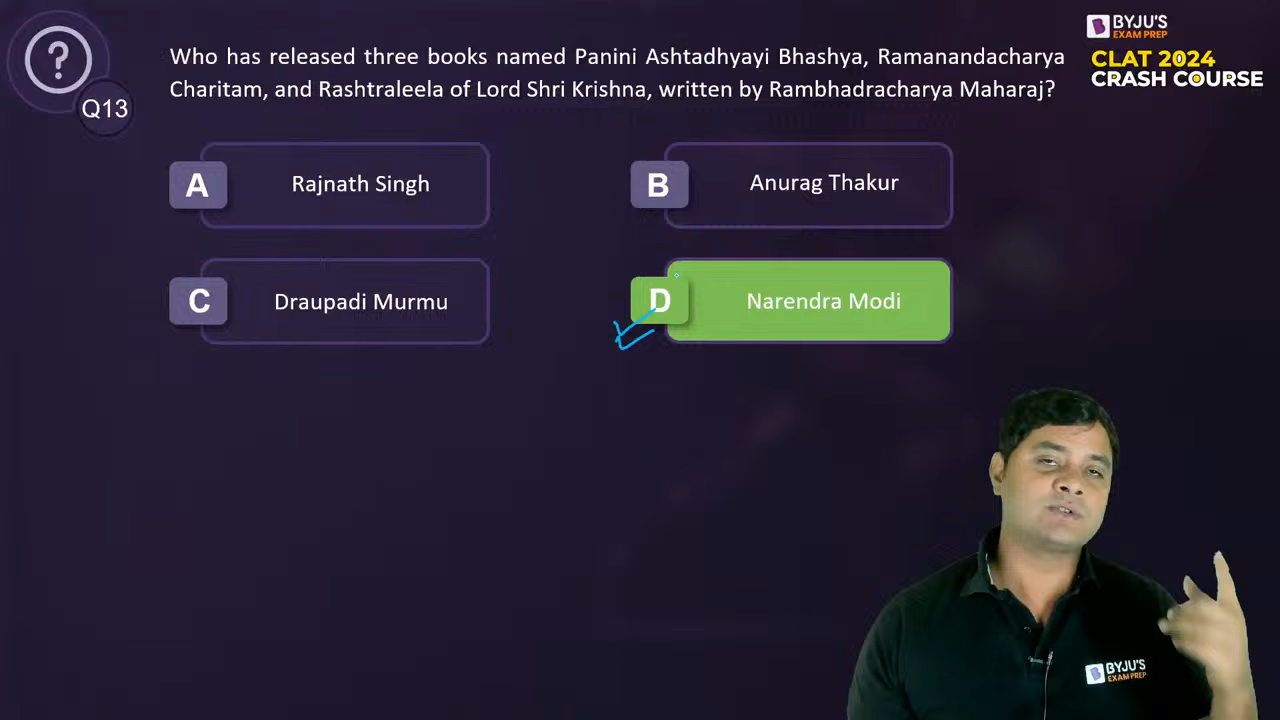 BYJU'S
EXAM PREP
CLAT 2024
CRASH COURSE
?
Q13
Who has released three books named Panini Ashtadhyayi Bhashya, Ramanandacharya
Charitam, and Rashtraleela of Lord Shri Krishna, written by Rambhadracharya Maharaj?
A
Rajnath Singh
B
Anurag Thakur
C
Draupadi Murmu
D
Narendra Modi
BYJU'S
EXAM PREP